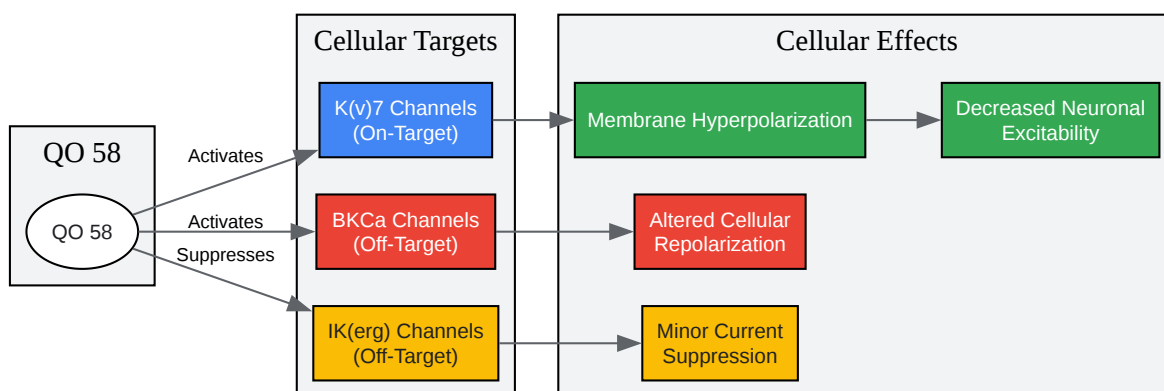 Cellular Targets
Cellular Effects
QO 58
QO 58
Activates
Activates
Suppresses
K(v)7 Channels
(On-Target)
Membrane Hyperpolarization
Decreased Neuronal
Excitability
BKCa Channels
(Off-Target)
Altered Cellular
Repolarization
IK(erg) Channels
(Off-Target)
Minor Current
Suppression